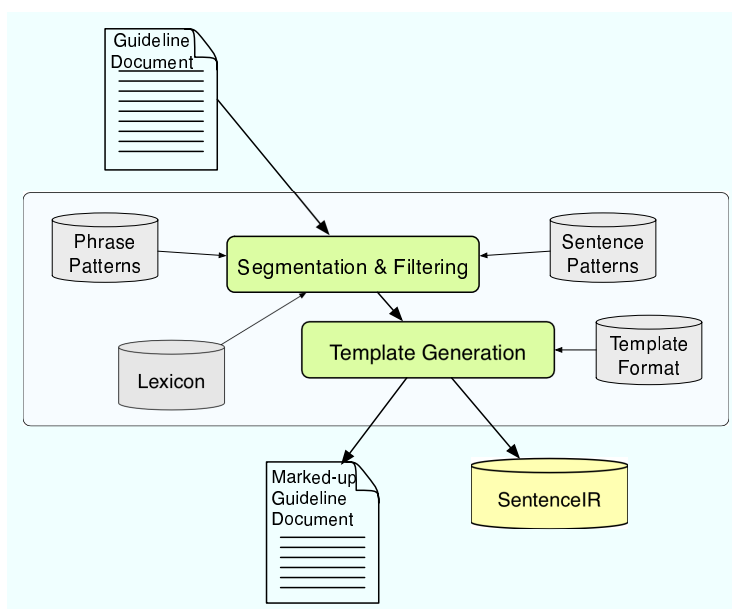 Guideline
Document
Phrase
Patterns
Sentence
Patterns
Segmentation & Filtering
Template Generation
Template
Format
Lexicon
Marked-up
Guideline
Document
SentenceIR